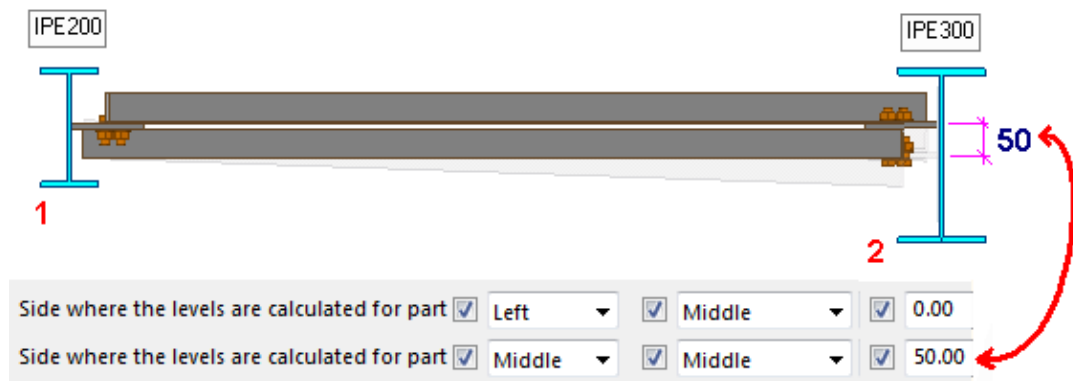 IPE200
IPE300
50
1
2
Side where the levels are calculated for part Left Middle 0.00
Side where the levels are calculated for part Middle Middle 50.00